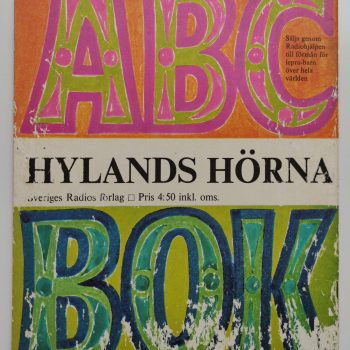 ABC
Säljs genom
Radiohjälpen
till förmån för
lepra-barn
över hela
världen
HYLANDS HÖRNA
Sveriges Radios förlag □ Pris 4:50 inkl. oms.
BOK